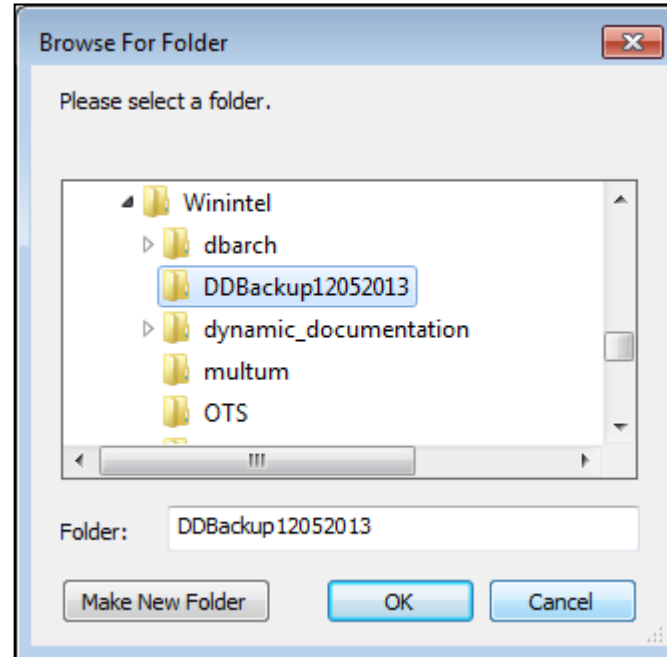 Browse For Folder
Please select a folder.
Winintel
dbarch
DDBackup12052013
dynamic_documentation
multum
OTS
Folder: DDBackup12052013
Make New Folder OK Cancel